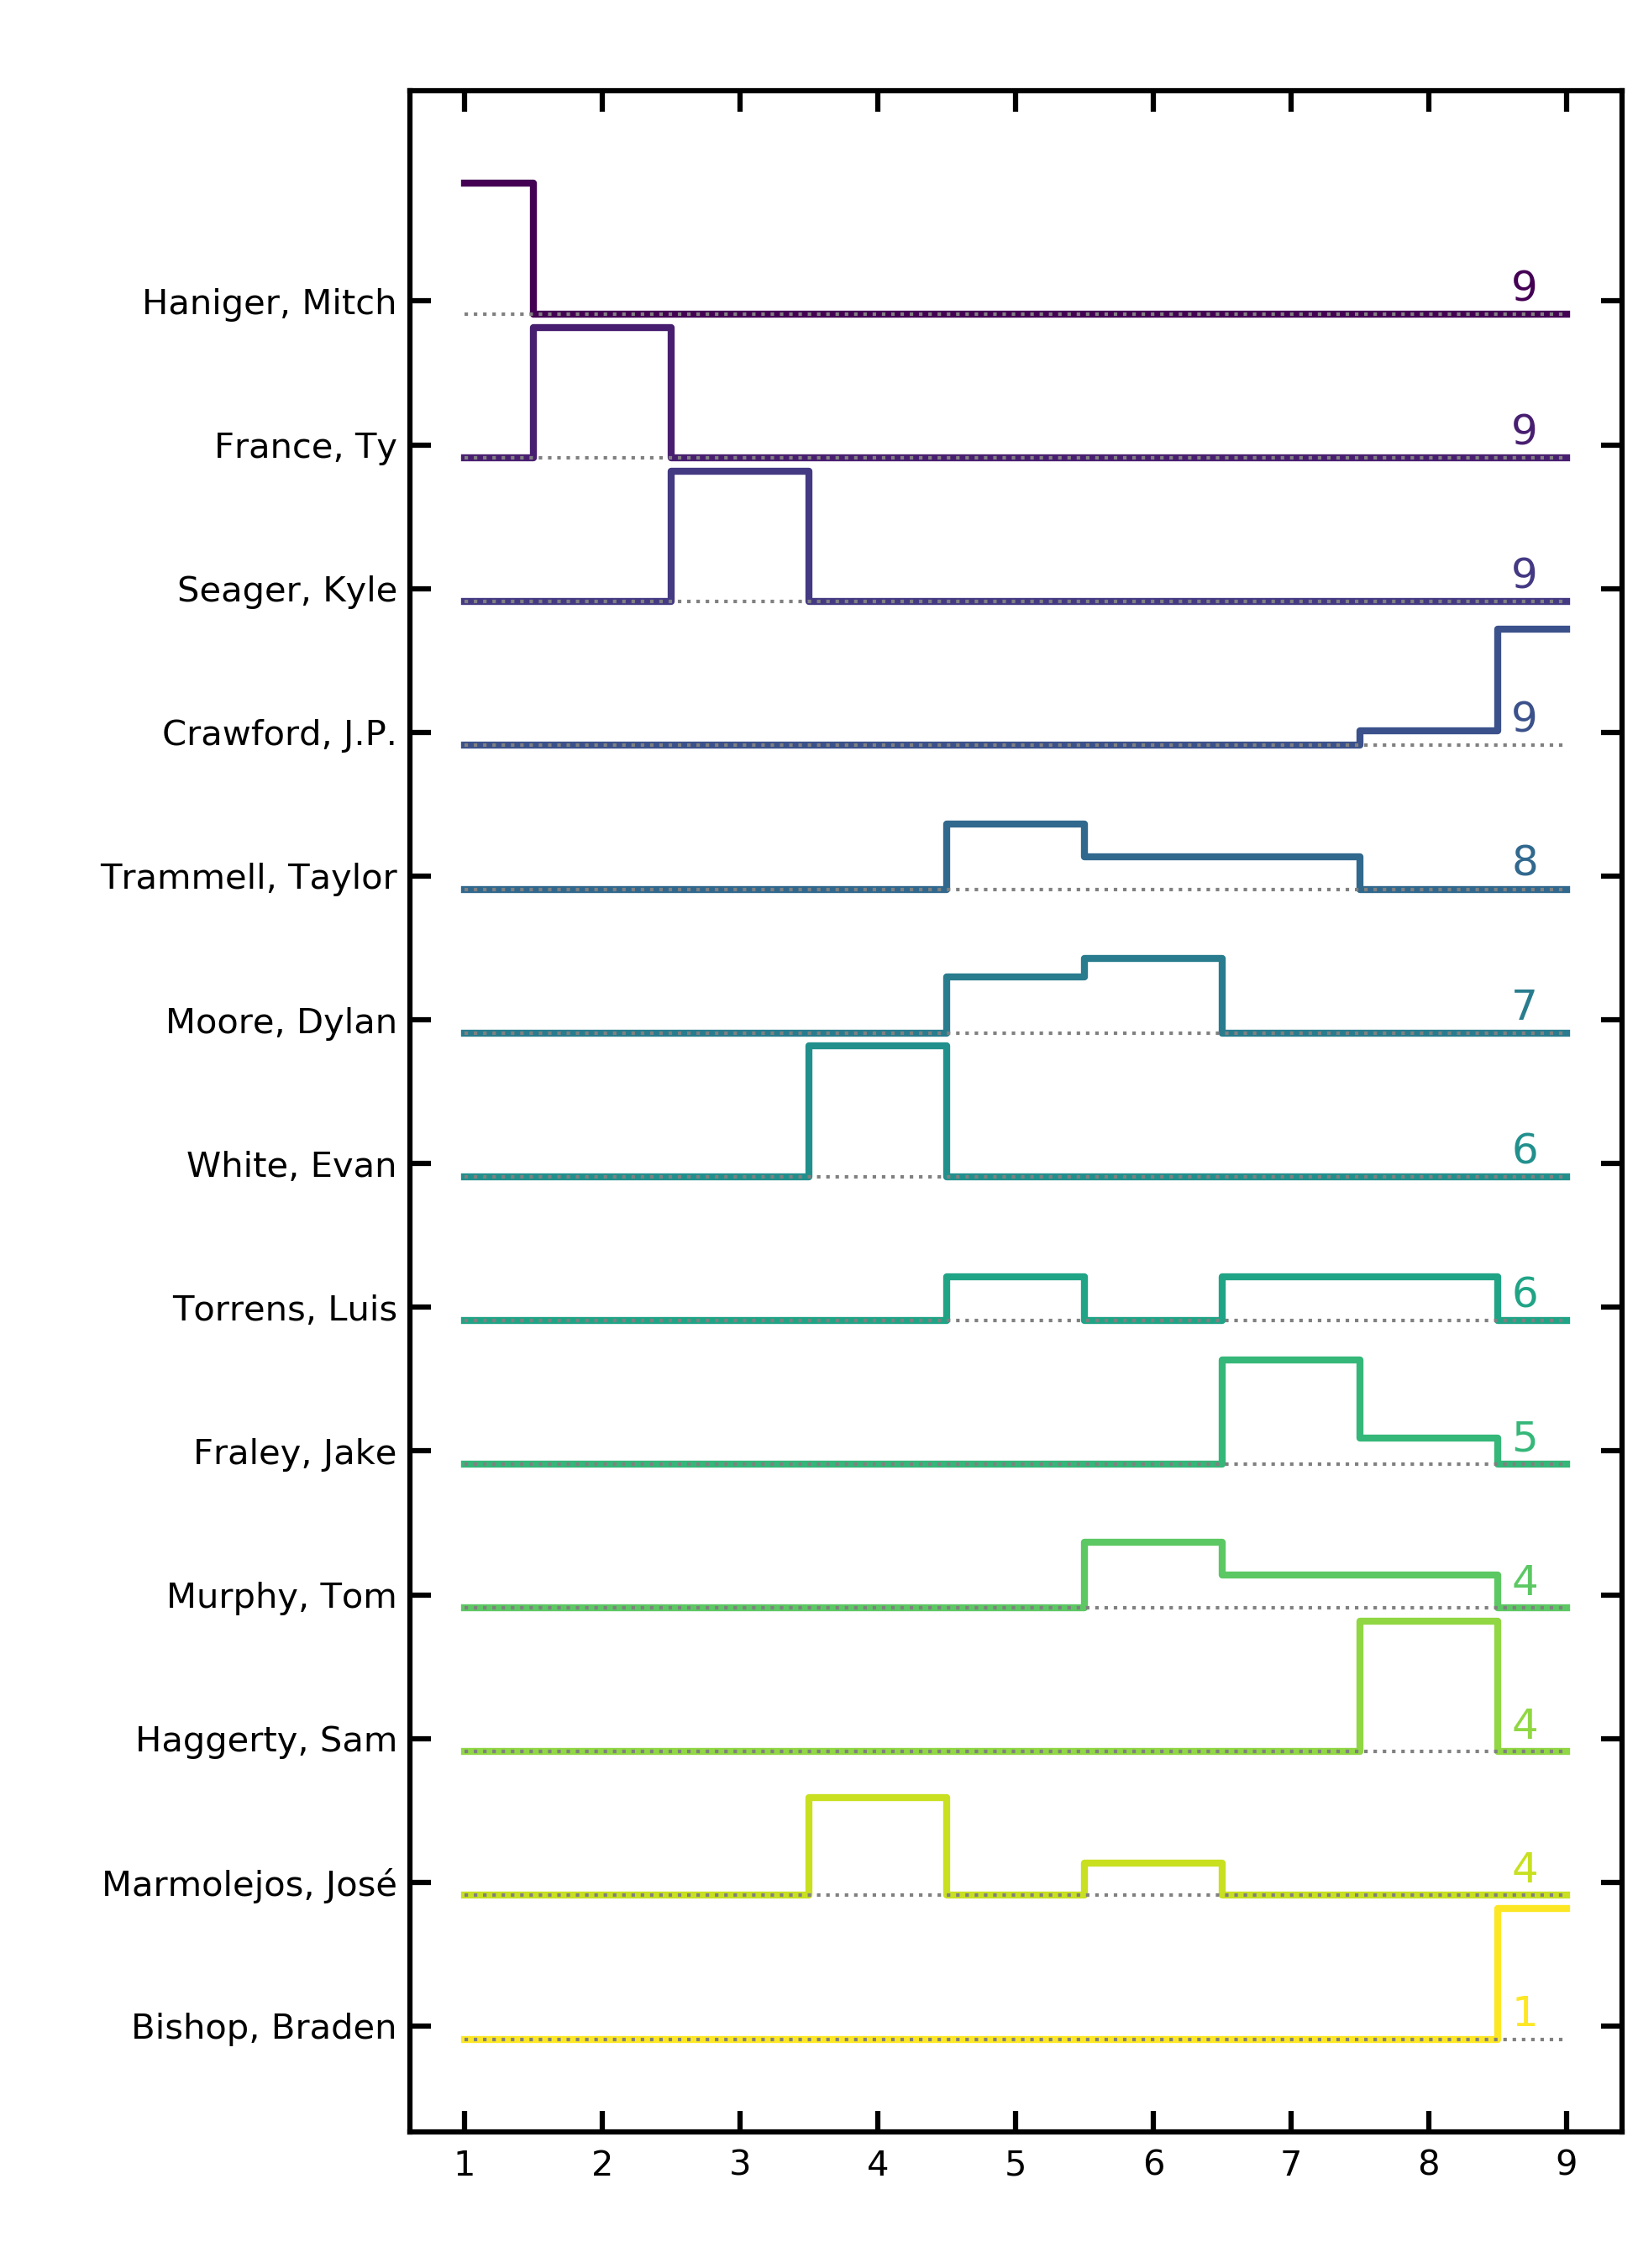 Haniger, Mitch 9
France, Ty 9
Seager, Kyle 9
Crawford, J.P. 9
Trammell, Taylor 8
Moore, Dylan 7
White, Evan 6
Torrens, Luis 6
Fraley, Jake 5
Murphy, Tom 4
Haggerty, Sam 4
Marmolejos, José 4
Bishop, Braden 1
1 2 3 4 5 6 7 8 9